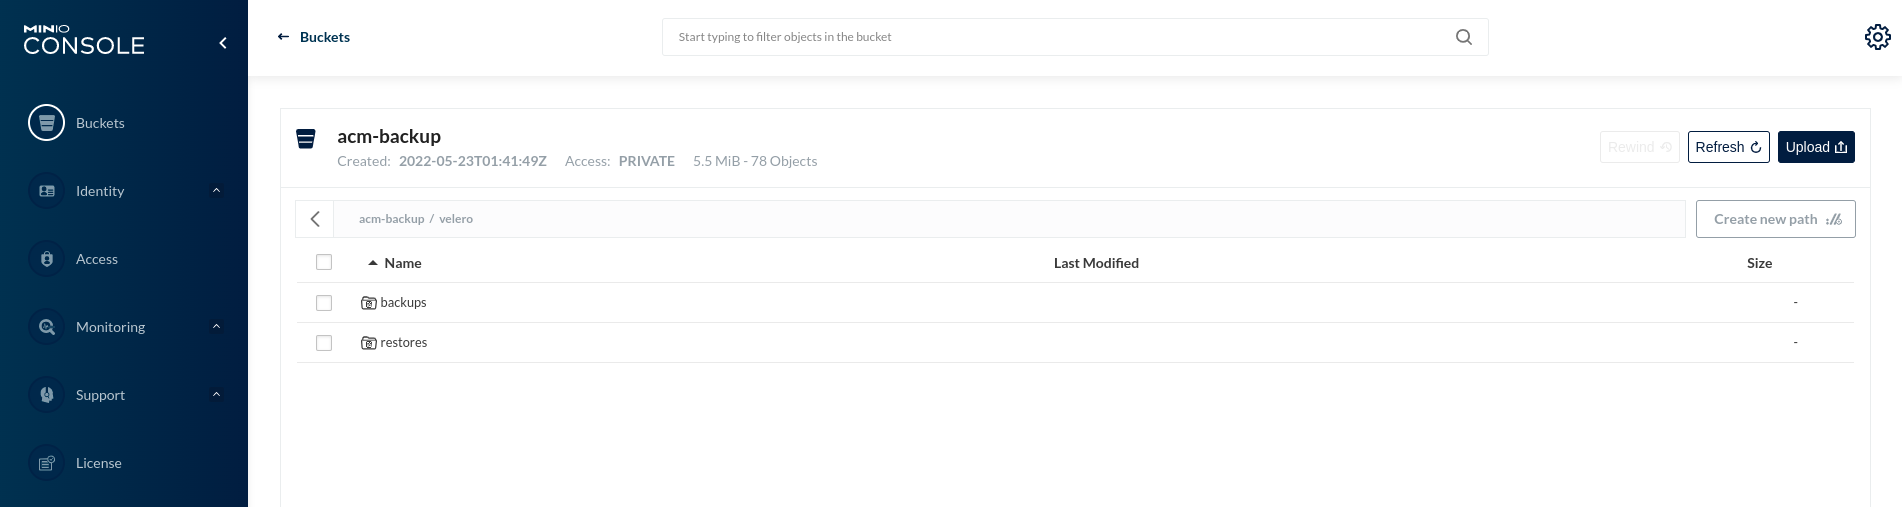 MINIO
CONSOLE
Buckets
Identity
Access
Monitoring
Support
License
Buckets
Start typing to filter objects in the bucket
acm-backup
Created: 2022-05-23T01:41:49Z Access: PRIVATE 5.5 MiB - 78 Objects
Rewind Refresh Upload
acm-backup / velero
Create new path
Name Last Modified Size
backups -
restores -